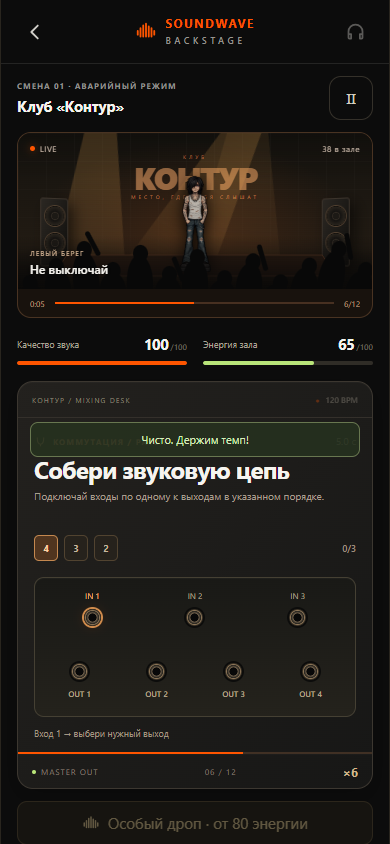 SOUNDWAVE
BACKSTAGE
СМЕНА 01 · АВАРИЙНЫЙ РЕЖИМ
Клуб «Контур»
LIVE
38 в зале
КЛУБ
КОНТУР
ЛЕВЫЙ БЕРЕГ
Не выключай
0:05
6/12
Качество звука
100/100
Энергия зала
65/100
КОНТУР / MIXING DESK
120 BPM
Чисто. Держим темп!
Собери звуковую цепь
Подключай входы по одному к выходам в указанном порядке.
4
3
2
0/3
IN 1
IN 2
IN 3
OUT 1
OUT 2
OUT 3
OUT 4
Вход 1 → выбери нужный выход
MASTER OUT
06 / 12
×6
Особый дроп · от 80 энергии